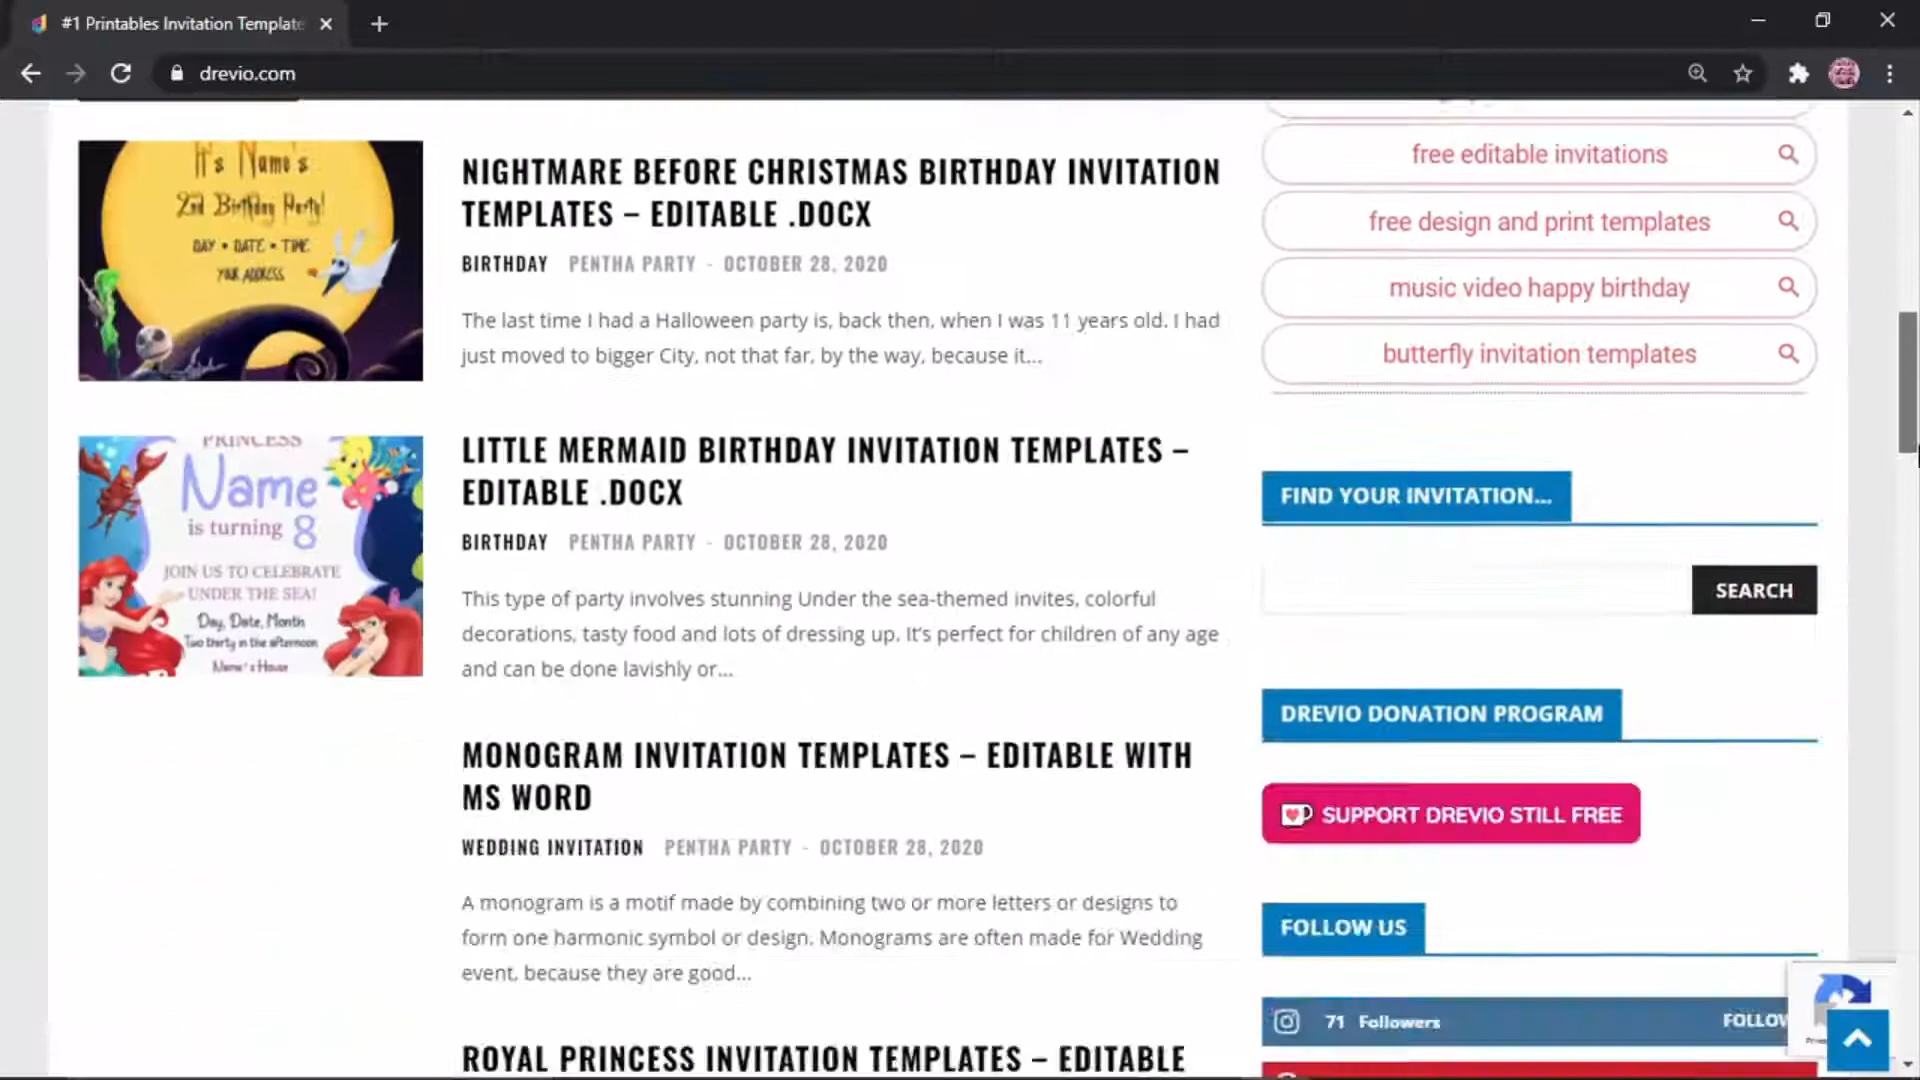 #1 Printables Invitation Template
drevio.com
It's Name's
2nd Birthday Party!
DAY • DATE • TIME
YOUR ADDRESS
NIGHTMARE BEFORE CHRISTMAS BIRTHDAY INVITATION
TEMPLATES – EDITABLE .DOCX
BIRTHDAY PENTHA PARTY - OCTOBER 28, 2020
The last time I had a Halloween party is, back then, when I was 11 years old. I had
just moved to bigger City, not that far, by the way, because it...
PRINCESS
Name
is turning 8
JOIN US TO CELEBRATE
UNDER THE SEA!
Day, Date, Month
Two thirty in the afternoon
Name's House
LITTLE MERMAID BIRTHDAY INVITATION TEMPLATES –
EDITABLE .DOCX
BIRTHDAY PENTHA PARTY - OCTOBER 28, 2020
This type of party involves stunning Under the sea-themed invites, colorful
decorations, tasty food and lots of dressing up. It's perfect for children of any age
and can be done lavishly or...
MONOGRAM INVITATION TEMPLATES – EDITABLE WITH
MS WORD
WEDDING INVITATION PENTHA PARTY - OCTOBER 28, 2020
A monogram is a motif made by combining two or more letters or designs to
form one harmonic symbol or design. Monograms are often made for Wedding
event, because they are good...
ROYAL PRINCESS INVITATION TEMPLATES – EDITABLE
free editable invitations
free design and print templates
music video happy birthday
butterfly invitation templates
FIND YOUR INVITATION...
SEARCH
DREVIO DONATION PROGRAM
SUPPORT DREVIO STILL FREE
FOLLOW US
71 Followers FOLLOW